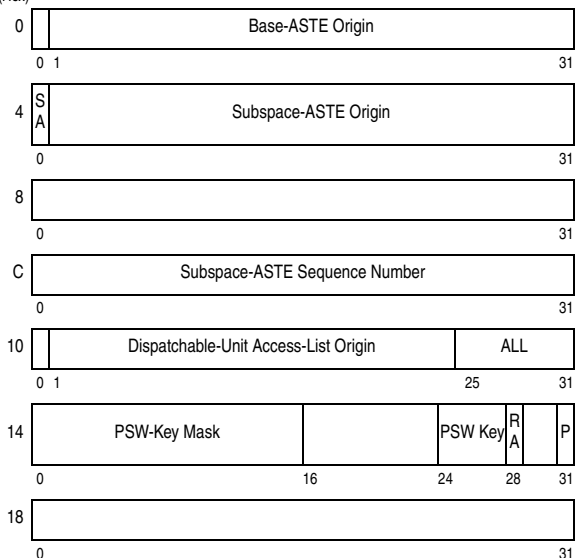 (Hex)
0 Base-ASTE Origin
0 1 31
4 S A Subspace-ASTE Origin
0 31
8
0 31
C Subspace-ASTE Sequence Number
0 31
10 Dispatchable-Unit Access-List Origin ALL
0 1 25 31
14 PSW-Key Mask PSW Key R A P
0 16 24 28 31
18
0 31